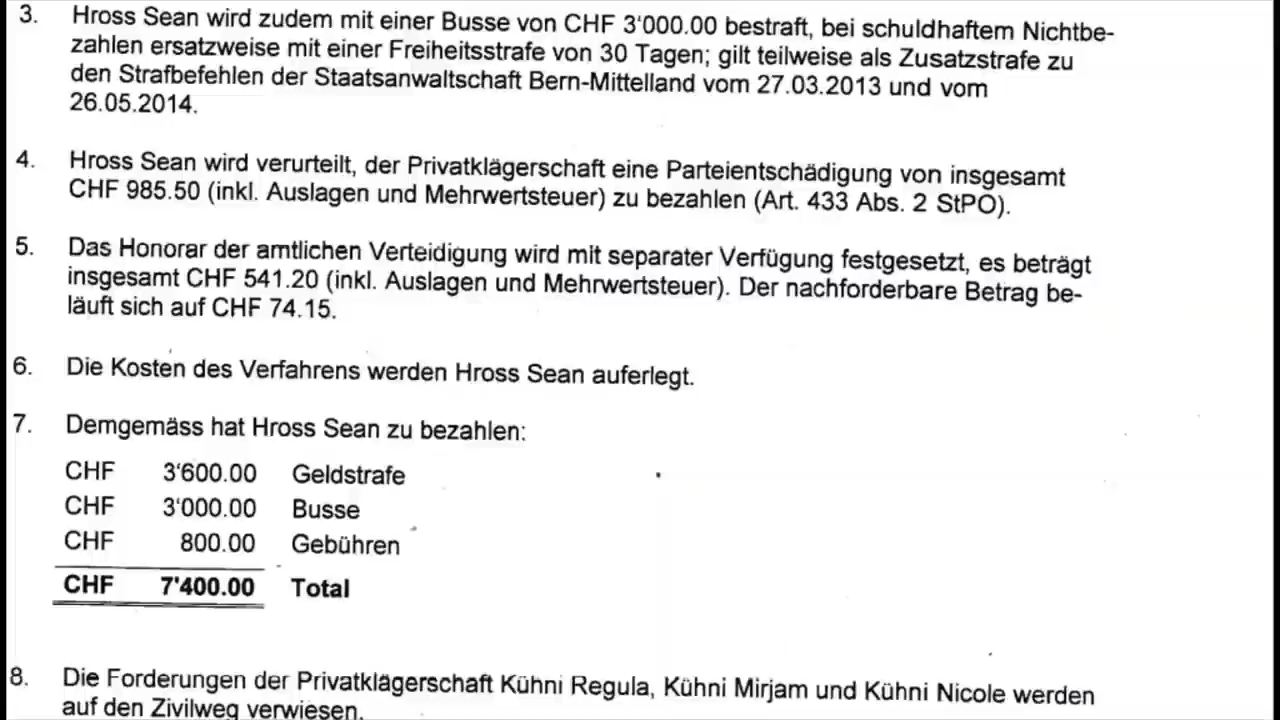 3. Hross Sean wird zudem mit einer Busse von CHF 3'000.00 bestraft, bei schuldhaftem Nichtbe-
zahlen ersatzweise mit einer Freiheitsstrafe von 30 Tagen; gilt teilweise als Zusatzstrafe zu
den Strafbefehlen der Staatsanwaltschaft Bern-Mittelland vom 27.03.2013 und vom
26.05.2014.
4. Hross Sean wird verurteilt, der Privatklägerschaft eine Parteientschädigung von insgesamt
CHF 985.50 (inkl. Auslagen und Mehrwertsteuer) zu bezahlen (Art. 433 Abs. 2 StPO).
5. Das Honorar der amtlichen Verteidigung wird mit separater Verfügung festgesetzt, es beträgt
insgesamt CHF 541.20 (inkl. Auslagen und Mehrwertsteuer). Der nachforderbare Betrag be-
läuft sich auf CHF 74.15.
6. Die Kosten des Verfahrens werden Hross Sean auferlegt.
7. Demgemäss hat Hross Sean zu bezahlen:
CHF 3'600.00 Geldstrafe
CHF 3'000.00 Busse
CHF 800.00 Gebühren
CHF 7'400.00 Total
8. Die Forderungen der Privatklägerschaft Kühni Regula, Kühni Mirjam und Kühni Nicole werden
auf den Zivilweg verwiesen.